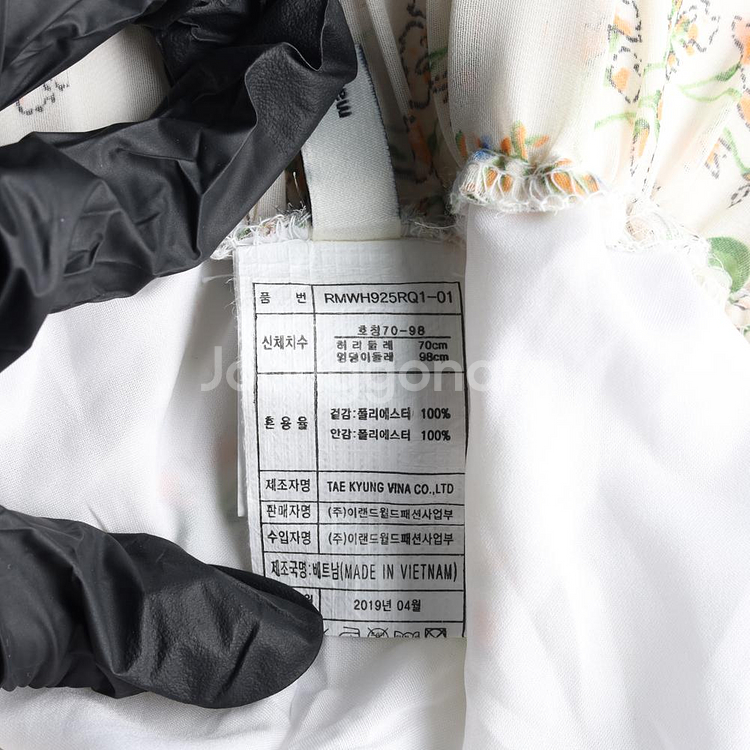 품 번 RMWH925RQ1-01
신체치수 호칭70-98
허리둘레 70cm
엉덩이둘레 98cm
혼용율 겉감:폴리에스터 100%
안감:폴리에스터 100%
제조자명 TAE KYUNG VINA CO.,LTD
판매자명 (주)이랜드월드패션사업부
수입자명 (주)이랜드월드패션사업부
제조국명:베트남(MADE IN VIETNAM)
2019년 04월